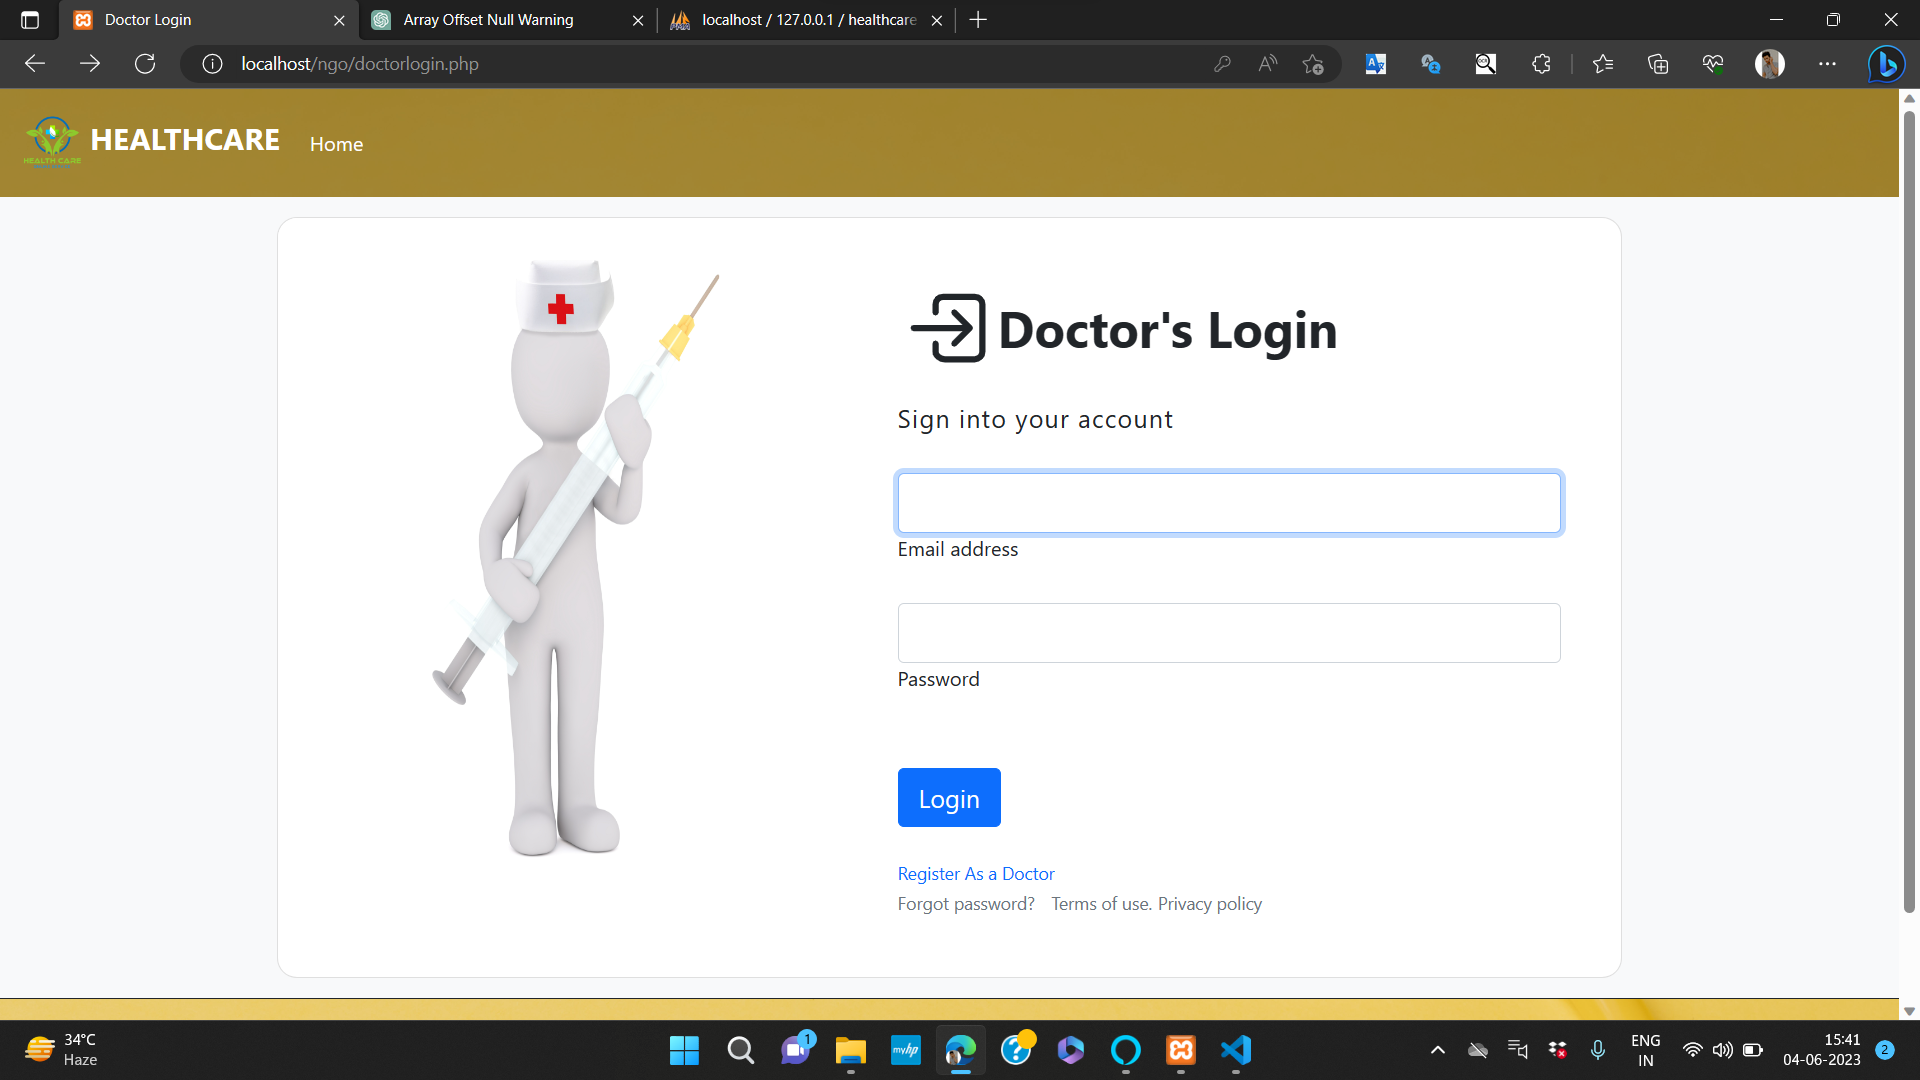 Doctor Login
Array Offset Null Warning
localhost / 127.0.0.1 / healthcare
localhost/ngo/doctorlogin.php
HEALTH CARE
HEALTHCARE
Home
Doctor's Login
Sign into your account
Email address
Password
Login
Register As a Doctor
Forgot password? Terms of use. Privacy policy
34°C
Haze
1
myhp
ENG
IN
15:41
04-06-2023
2